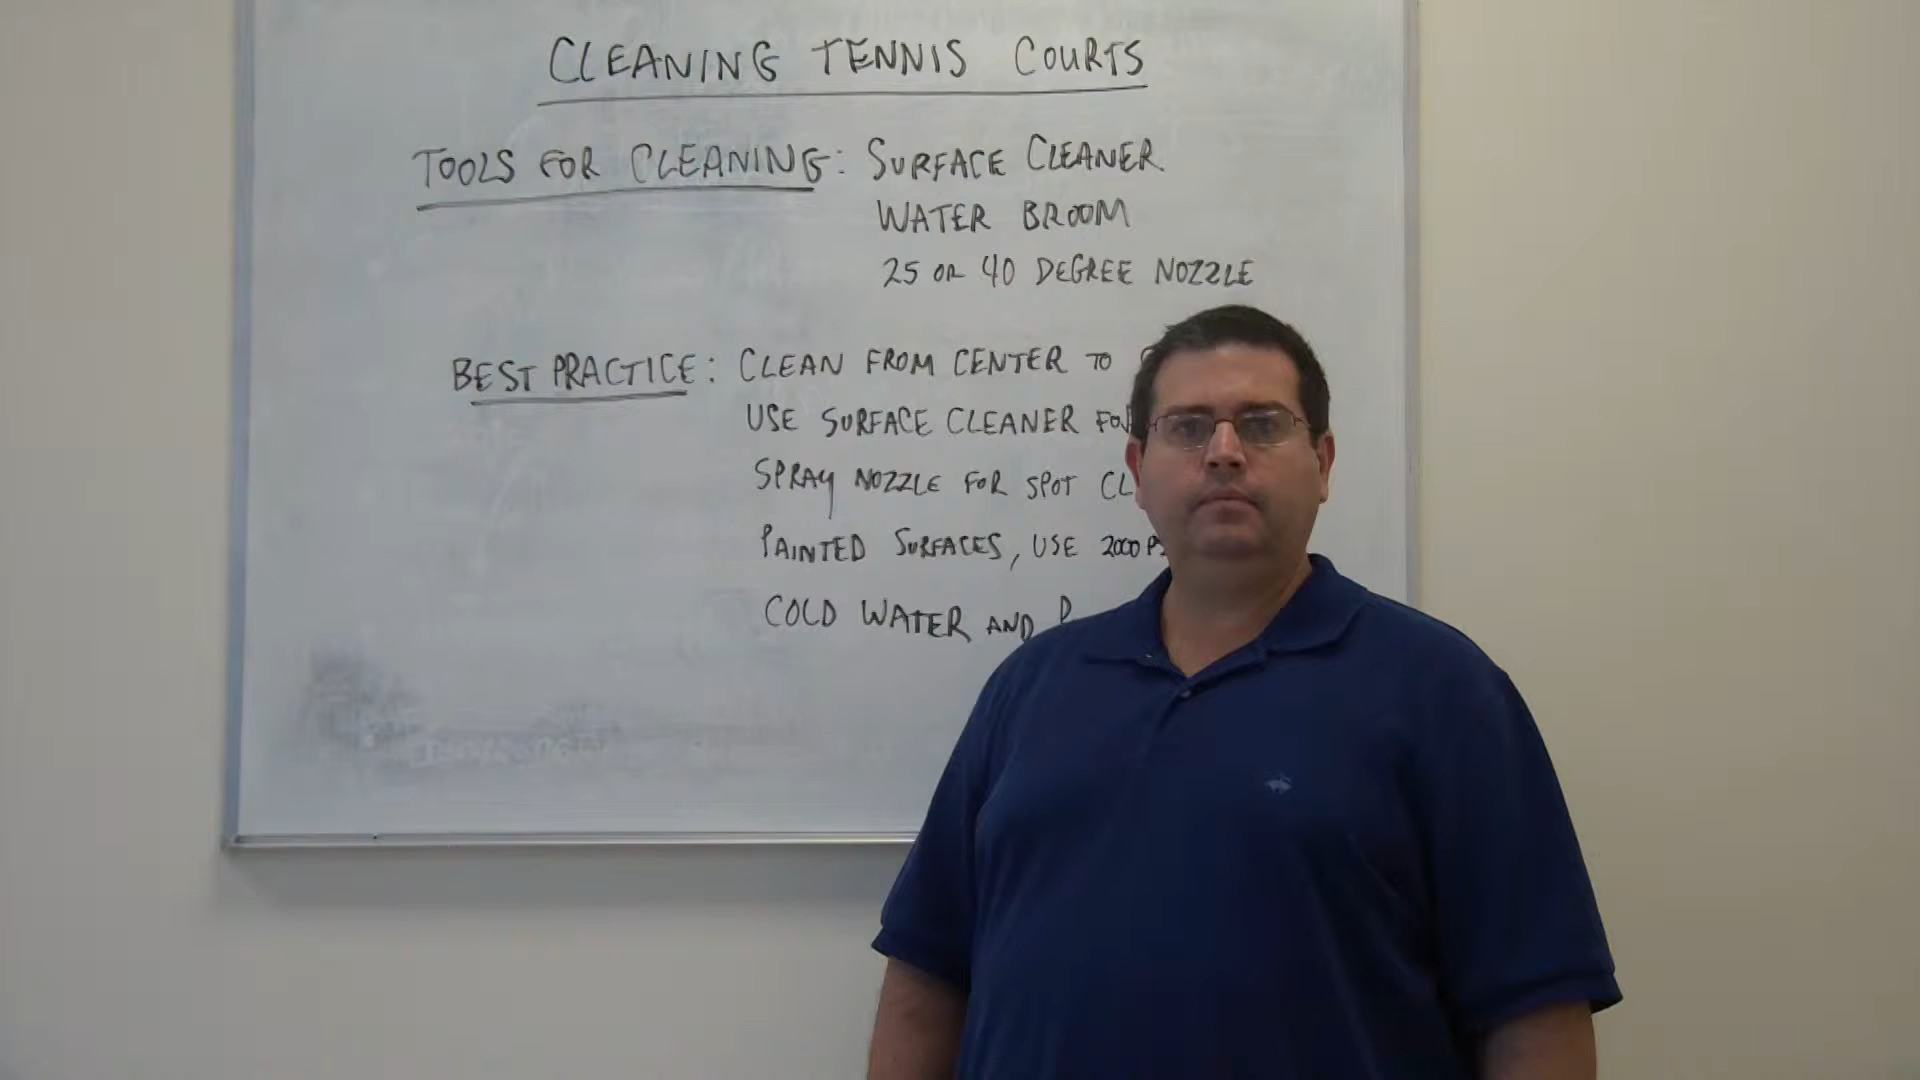 CLEANING TENNIS COURTS
TOOLS FOR CLEANING: SURFACE CLEANER
WATER BROOM
25 OR 40 DEGREE NOZZLE
BEST PRACTICE: CLEAN FROM CENTER TO
USE SURFACE CLEANER
SPRAY NOZZLE FOR SPOT
PAINTED SURFACES, USE 2000
COLD WATER AND